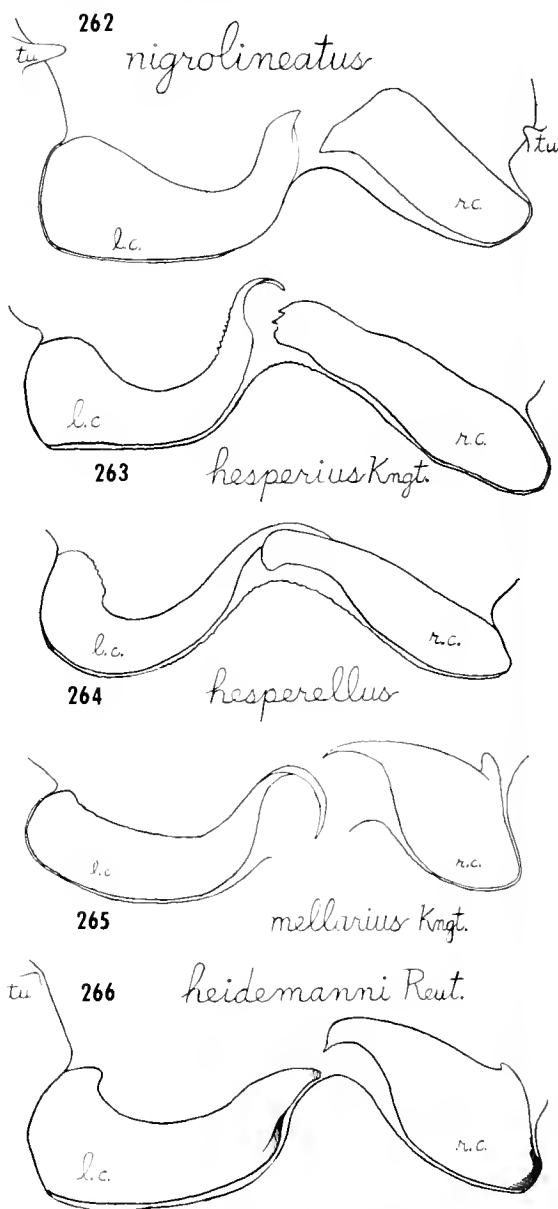 262
tu
nigrolineatus
tu
l.c.
r.c.
l.c
r.c.
263
hesperius Kngt.
l.c.
r.c.
264
hesperellus
l.c
r.c.
265
mellarius Kngt.
tu
266
heidemanni Reut.
l.c.
r.c.